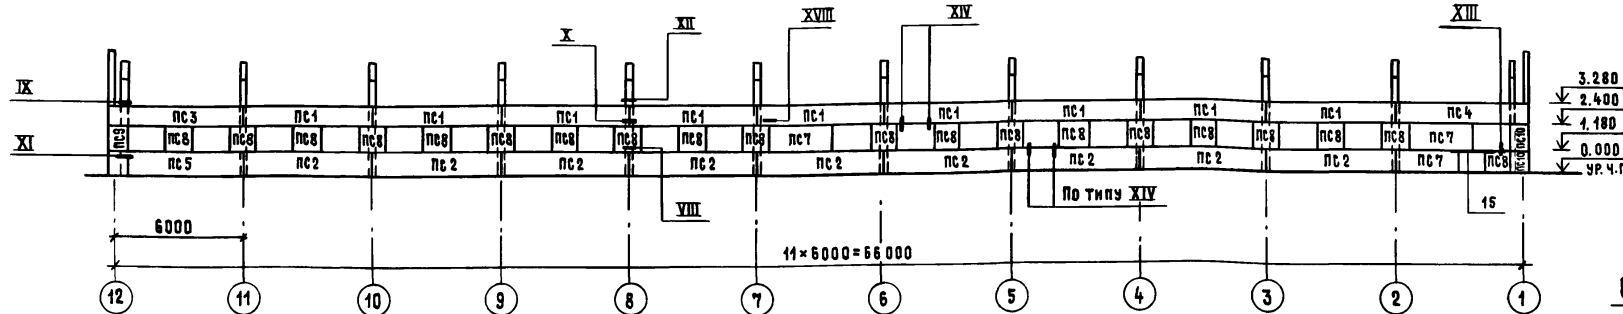 XVIII XIV XIII
X XII
IX
3.280
ПС3 ПС1 ПС1 ПС1 ПС1 ПС1 ПС1 ПС1 ПС1 ПС1 ПС4
2.400
ПС9 ПС8 ПС8 ПС8 ПС8 ПС8 ПС8 ПС8 ПС8 ПС8 ПС8 ПС7 ПС8 ПС8 ПС8 ПС8 ПС8 ПС8 ПС8 ПС8 ПС8 ПС7 ПС10
1.180
XI
0.000
ПС5 ПС2 ПС2 ПС2 ПС2 ПС2 ПС2 ПС2 ПС2 ПС2 ПС7 ПС8 ПС10
УР.Ч.П
VIII По типу XIV 15
6000
11×6000=66000
12 11 10 9 8 7 6 5 4 3 2 1